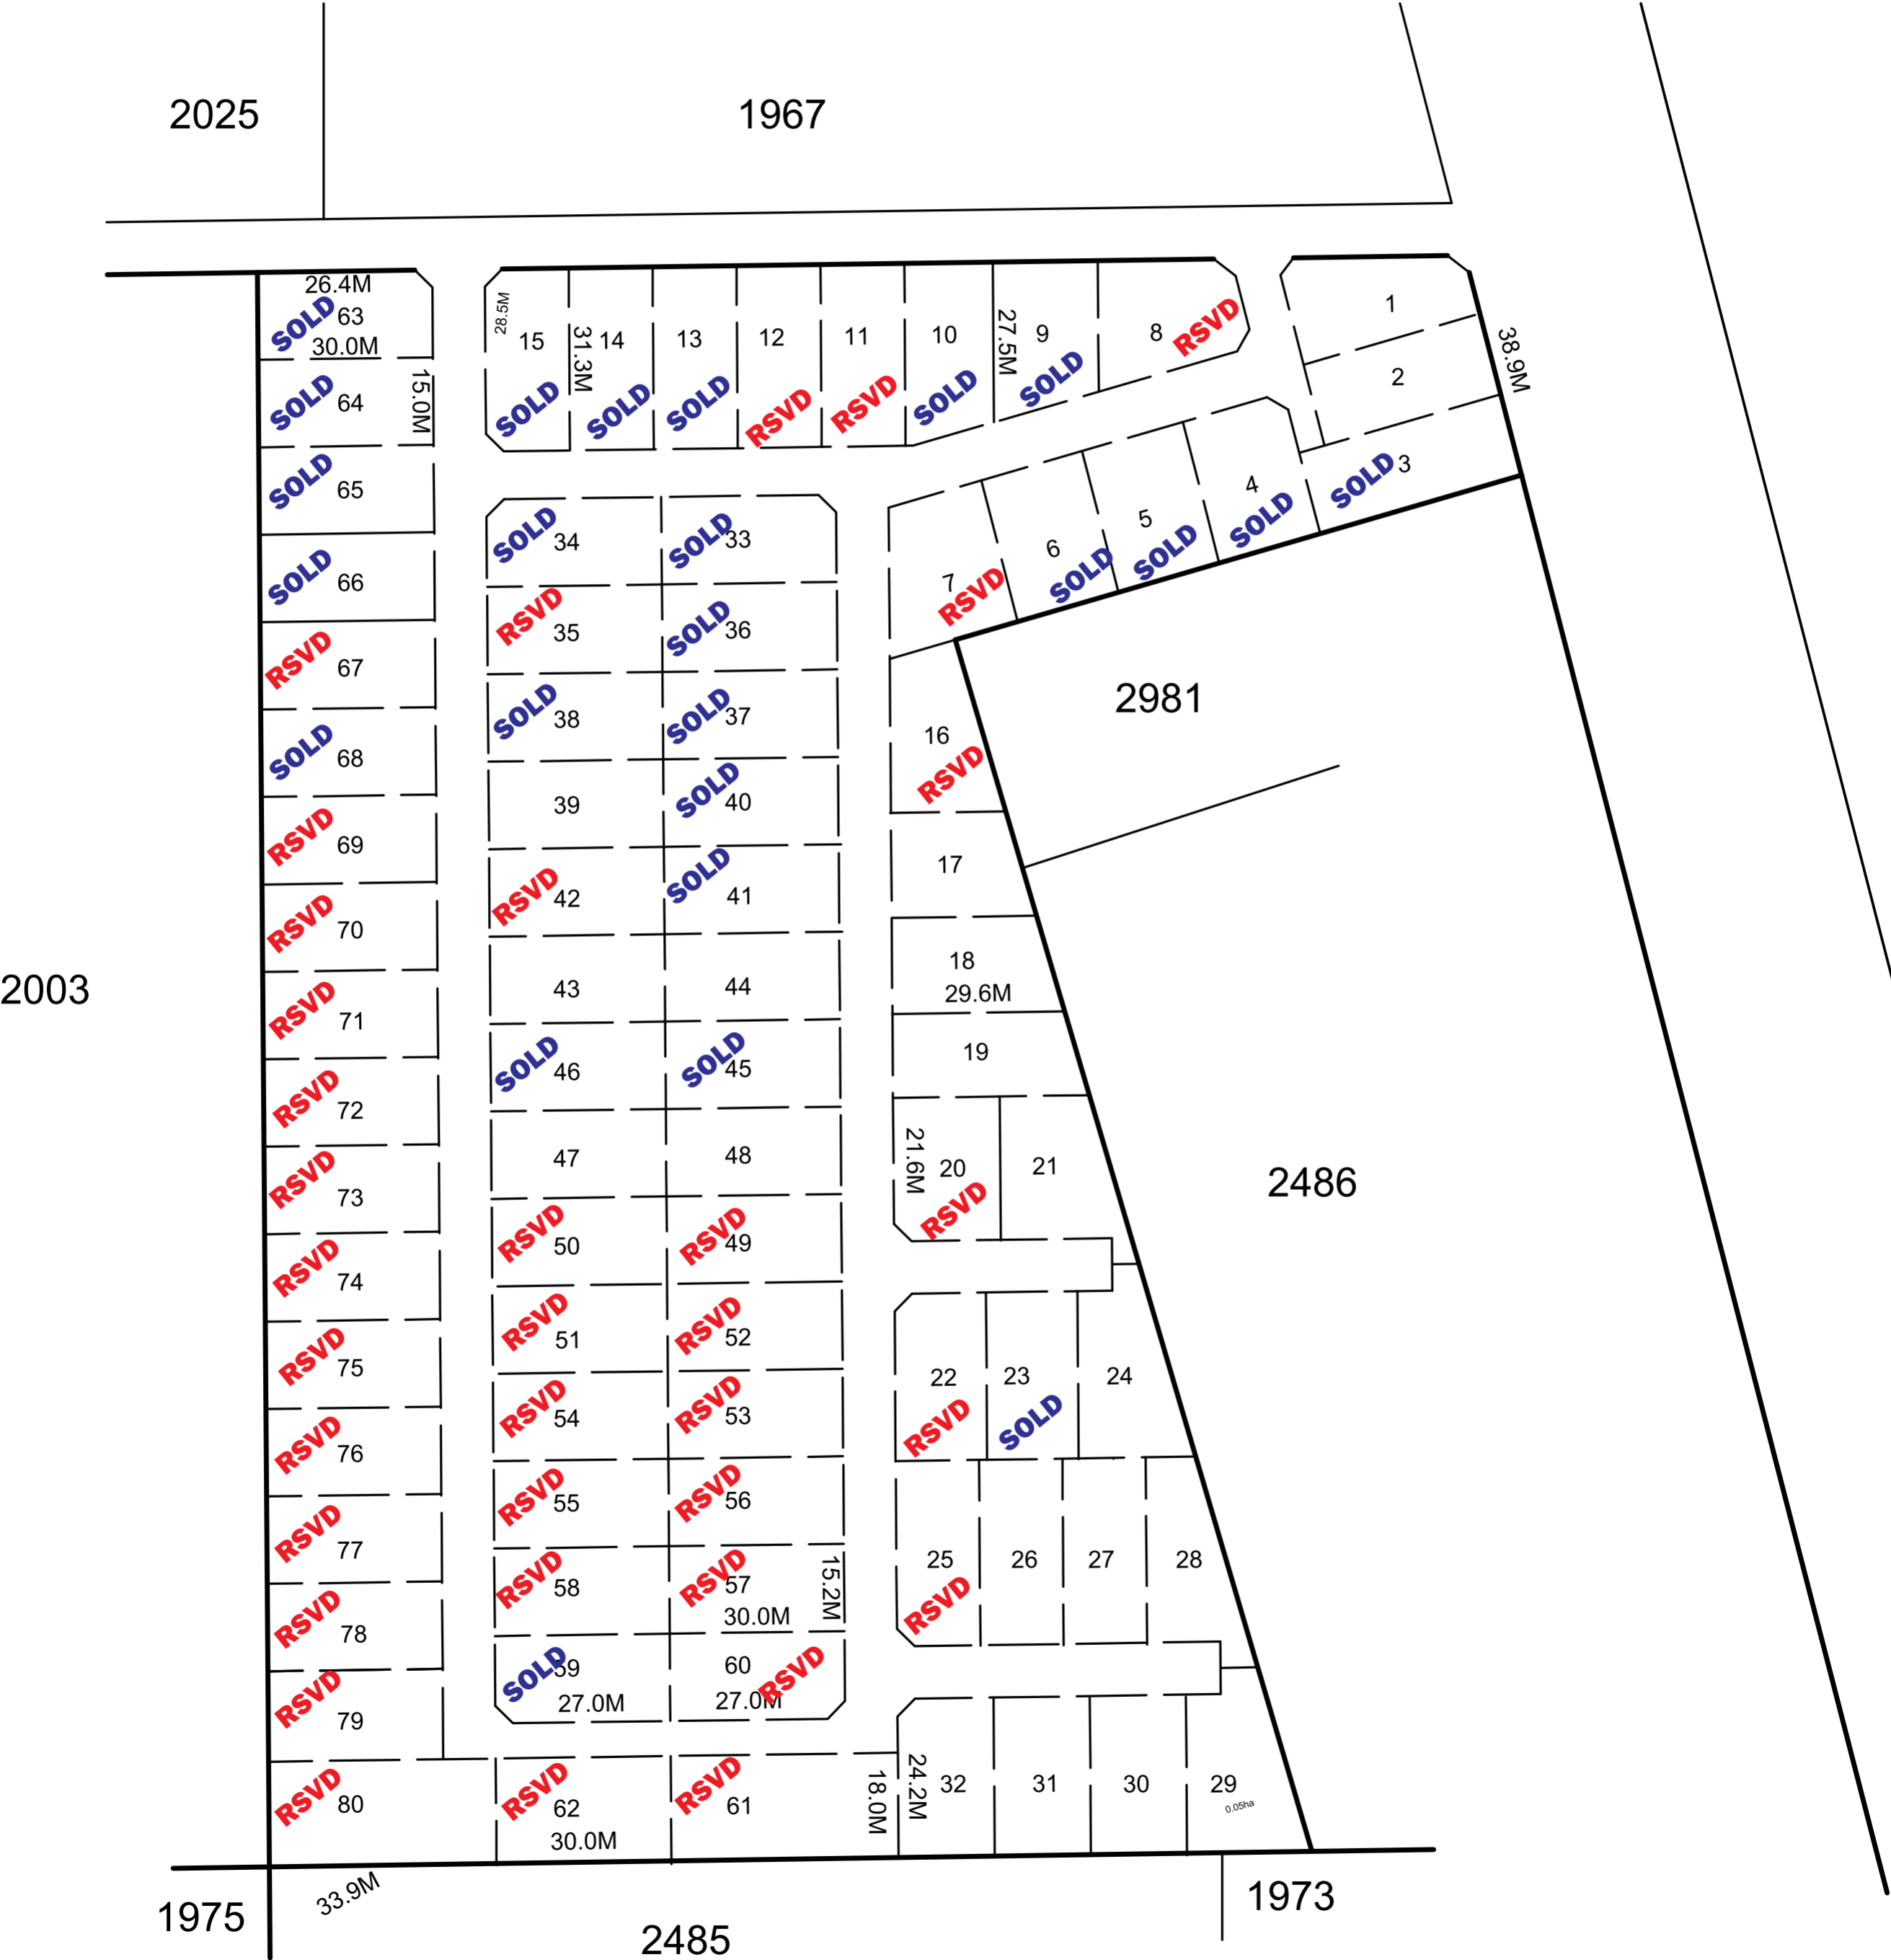 2025
1967
26.4M
SOLD
63
30.0M
28.5M
15
SOLD
31.3M
14
SOLD
13
SOLD
12
RSVD
11
RSVD
10
SOLD
27.5M
9
SOLD
8
RSVD
1
38.9M
2
SOLD
3
15.0M
SOLD
64
SOLD
65
SOLD
66
RSVD
67
SOLD
68
RSVD
69
RSVD
70
RSVD
71
RSVD
72
RSVD
73
RSVD
74
RSVD
75
RSVD
76
RSVD
77
RSVD
78
RSVD
79
RSVD
80
SOLD
34
SOLD
33
RSVD
35
SOLD
36
SOLD
38
SOLD
37
39
SOLD
40
RSVD
42
SOLD
41
43
44
SOLD
46
SOLD
45
47
48
RSVD
50
RSVD
49
RSVD
51
RSVD
52
RSVD
54
RSVD
53
RSVD
55
RSVD
56
RSVD
58
RSVD
57
30.0M
15.2M
SOLD
59
27.0M
60
RSVD
27.0M
RSVD
62
30.0M
RSVD
61
18.0M
4
SOLD
5
SOLD
6
SOLD
7
RSVD
2981
16
RSVD
17
18
29.6M
19
21.6M
20
RSVD
21
2486
22
RSVD
23
SOLD
24
25
RSVD
26
27
28
24.2M
32
31
30
29
0.05ha
2003
1975
33.9M
2485
1973